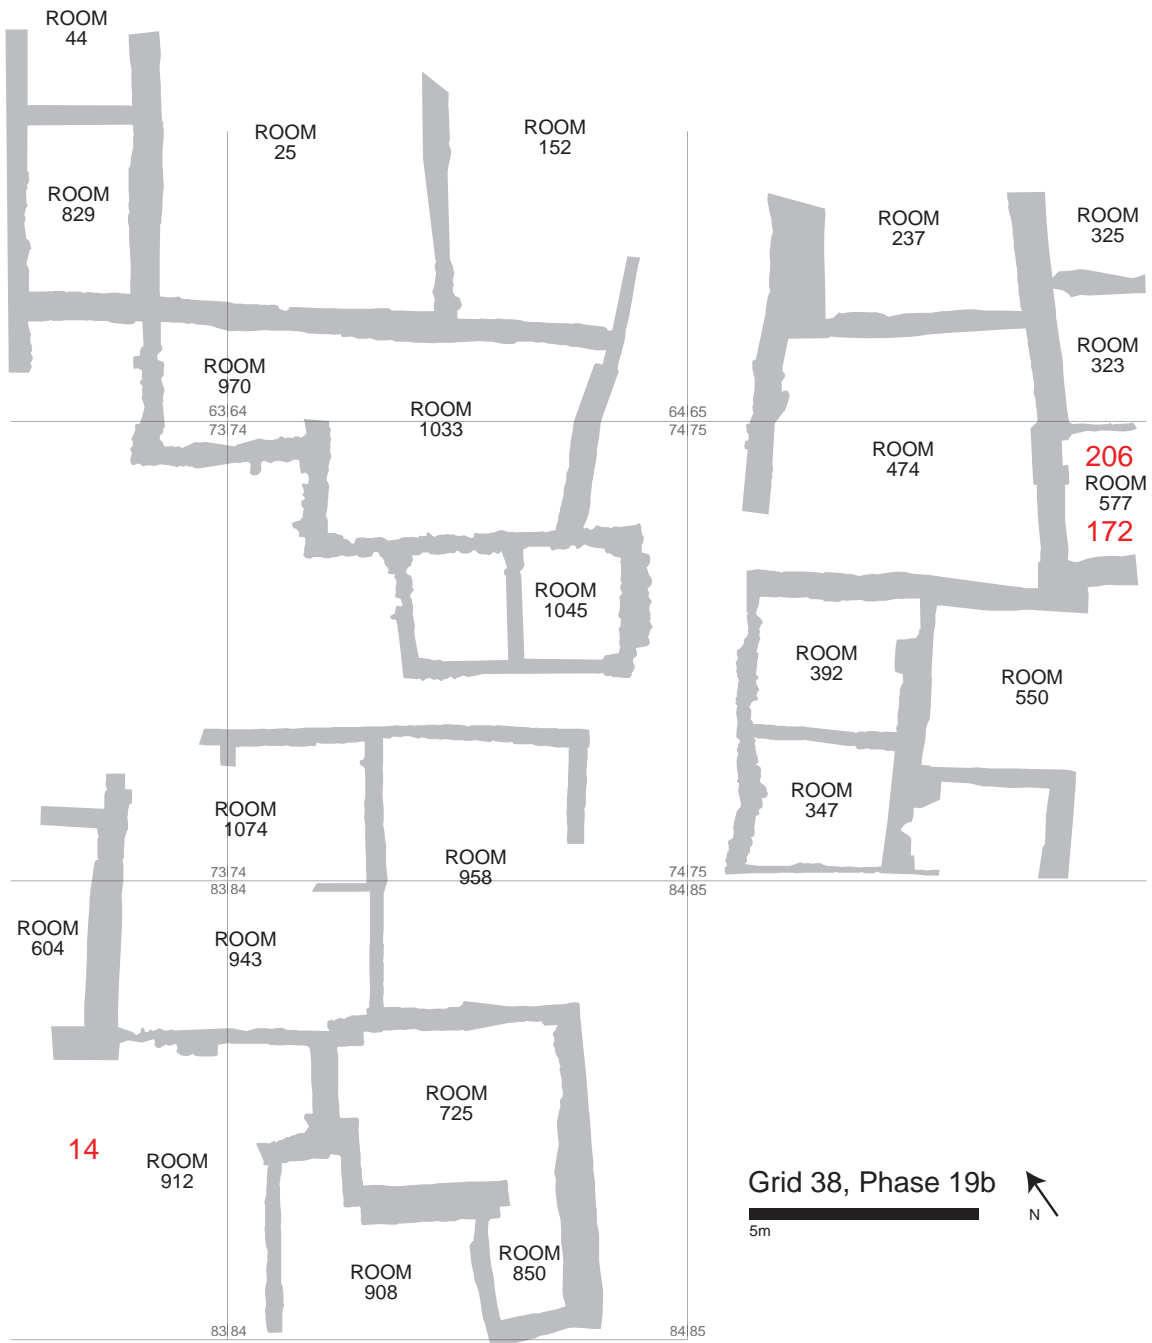 ROOM
44
ROOM
25
ROOM
152
ROOM
829
ROOM
237
ROOM
325
ROOM
323
ROOM
970
ROOM
1033
63 64
73 74
64 65
74 75
ROOM
474
206
ROOM
577
172
ROOM
1045
ROOM
392
ROOM
550
ROOM
347
ROOM
1074
ROOM
958
73 74
83 84
74 75
84 85
ROOM
604
ROOM
943
ROOM
725
14
ROOM
912
ROOM
850
ROOM
908
Grid 38, Phase 19b
N
5m
83 84
84 85